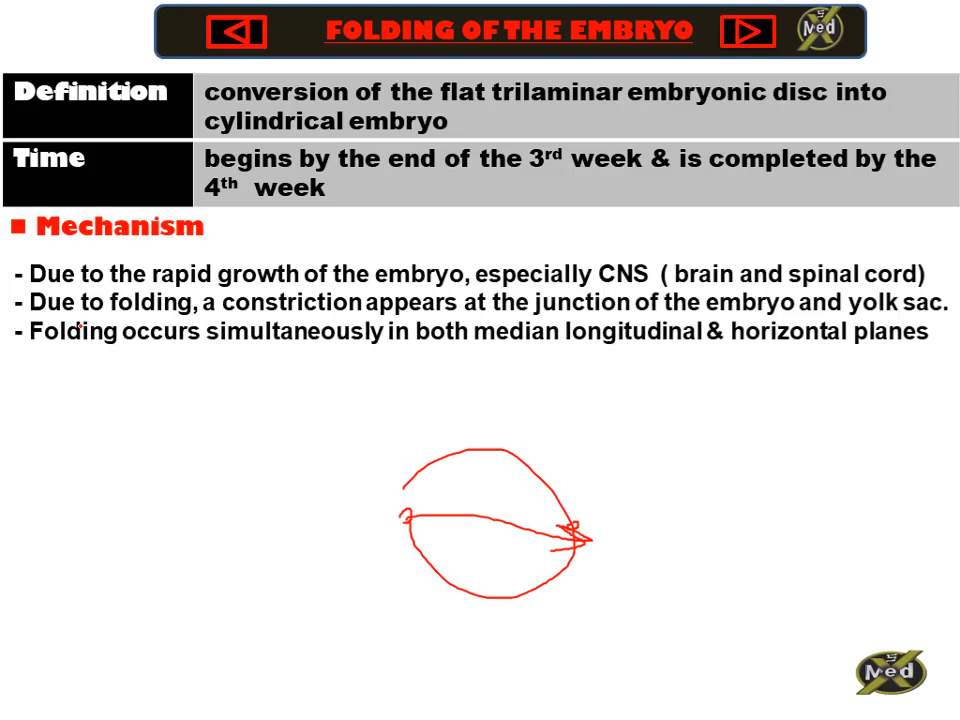 FOLDING OF THE EMBRYO
5
Med
Definition
conversion of the flat trilaminar embryonic disc into
cylindrical embryo
Time
begins by the end of the 3rd week & is completed by the
4th week
Mechanism
- Due to the rapid growth of the embryo, especially CNS ( brain and spinal cord)
- Due to folding, a constriction appears at the junction of the embryo and yolk sac.
- Folding occurs simultaneously in both median longitudinal & horizontal planes
5
Med